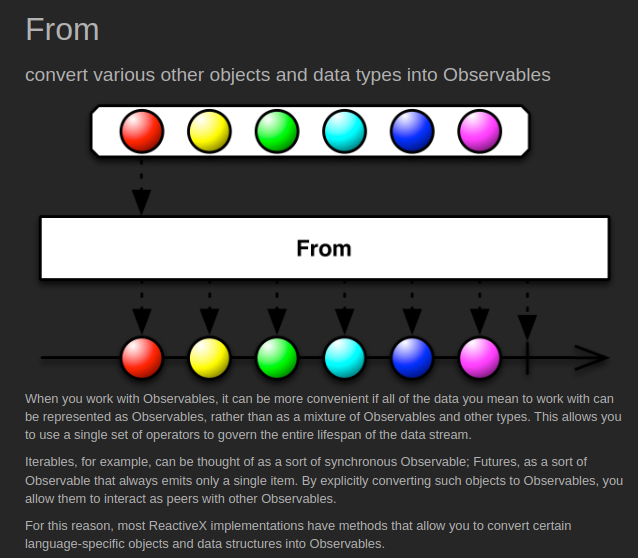 From
convert various other objects and data types into Observables
From
When you work with Observables, it can be more convenient if all of the data you mean to work with can
be represented as Observables, rather than as a mixture of Observables and other types. This allows you
to use a single set of operators to govern the entire lifespan of the data stream.
Iterables, for example, can be thought of as a sort of synchronous Observable; Futures, as a sort of
Observable that always emits only a single item. By explicitly converting such objects to Observables, you
allow them to interact as peers with other Observables.
For this reason, most ReactiveX implementations have methods that allow you to convert certain
language-specific objects and data structures into Observables.